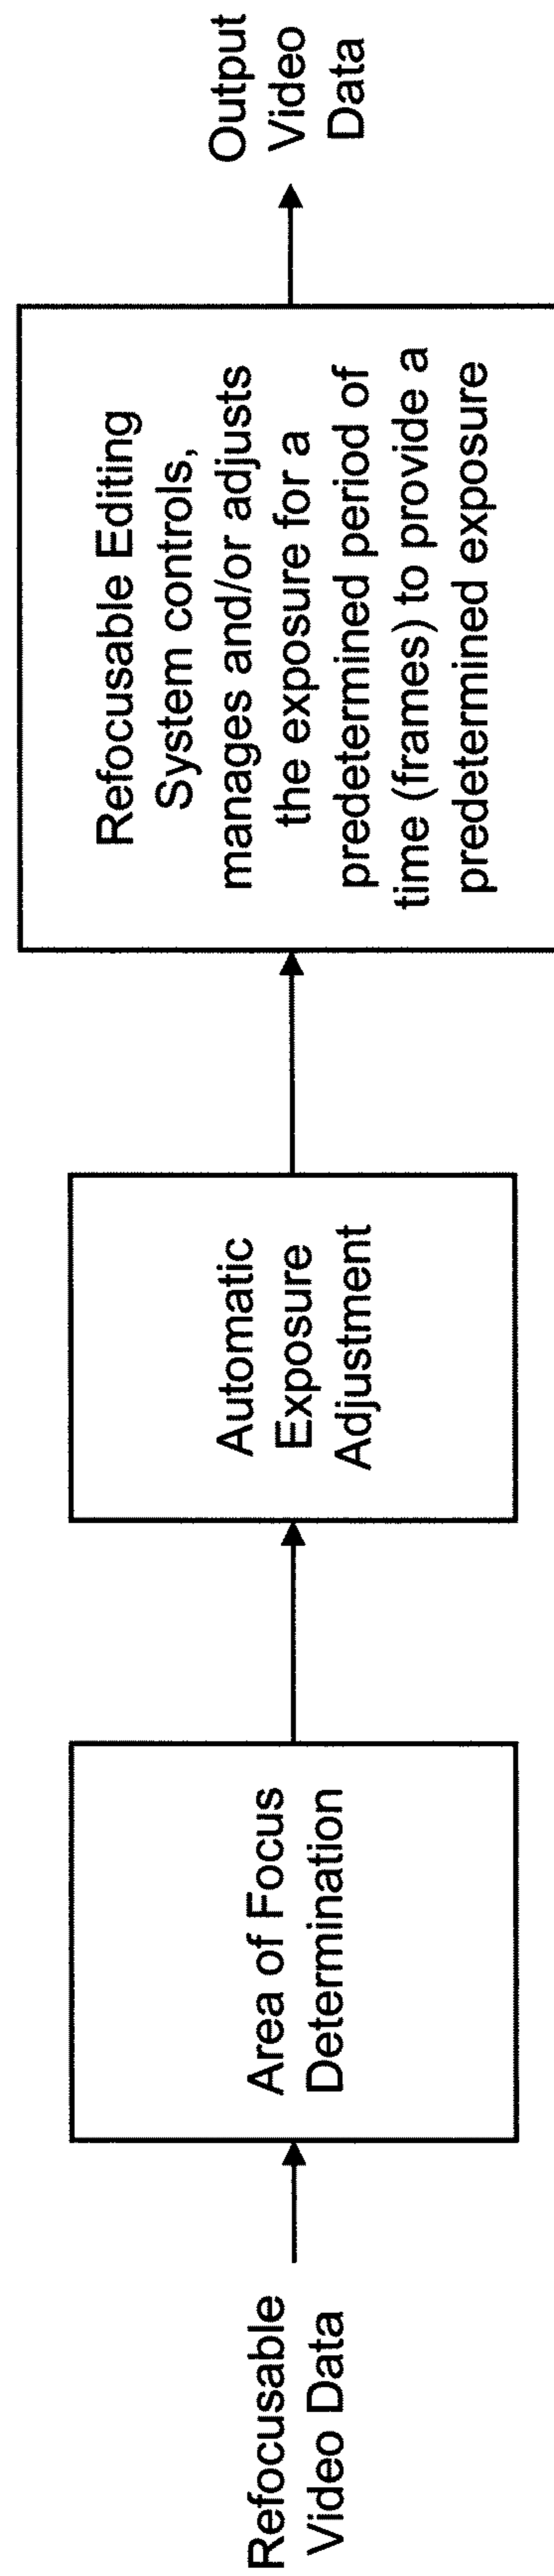 Refocusable
Video Data
Area of Focus
Determination
Automatic
Exposure
Adjustment
Refocusable Editing
System controls,
manages and/or adjusts
the exposure for a
predetermined period of
time (frames) to provide a
predetermined exposure
Output
Video
Data